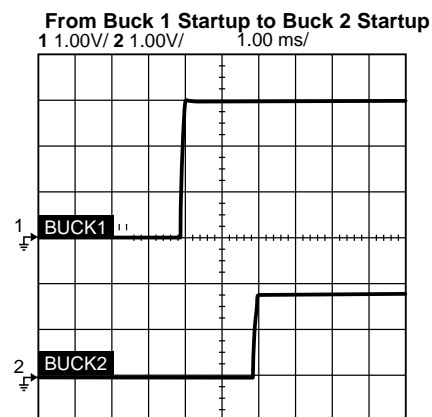 From Buck 1 Startup to Buck 2 Startup
1 1.00V/ 2 1.00V/ 1.00 ms/
1 BUCK1
2 BUCK2